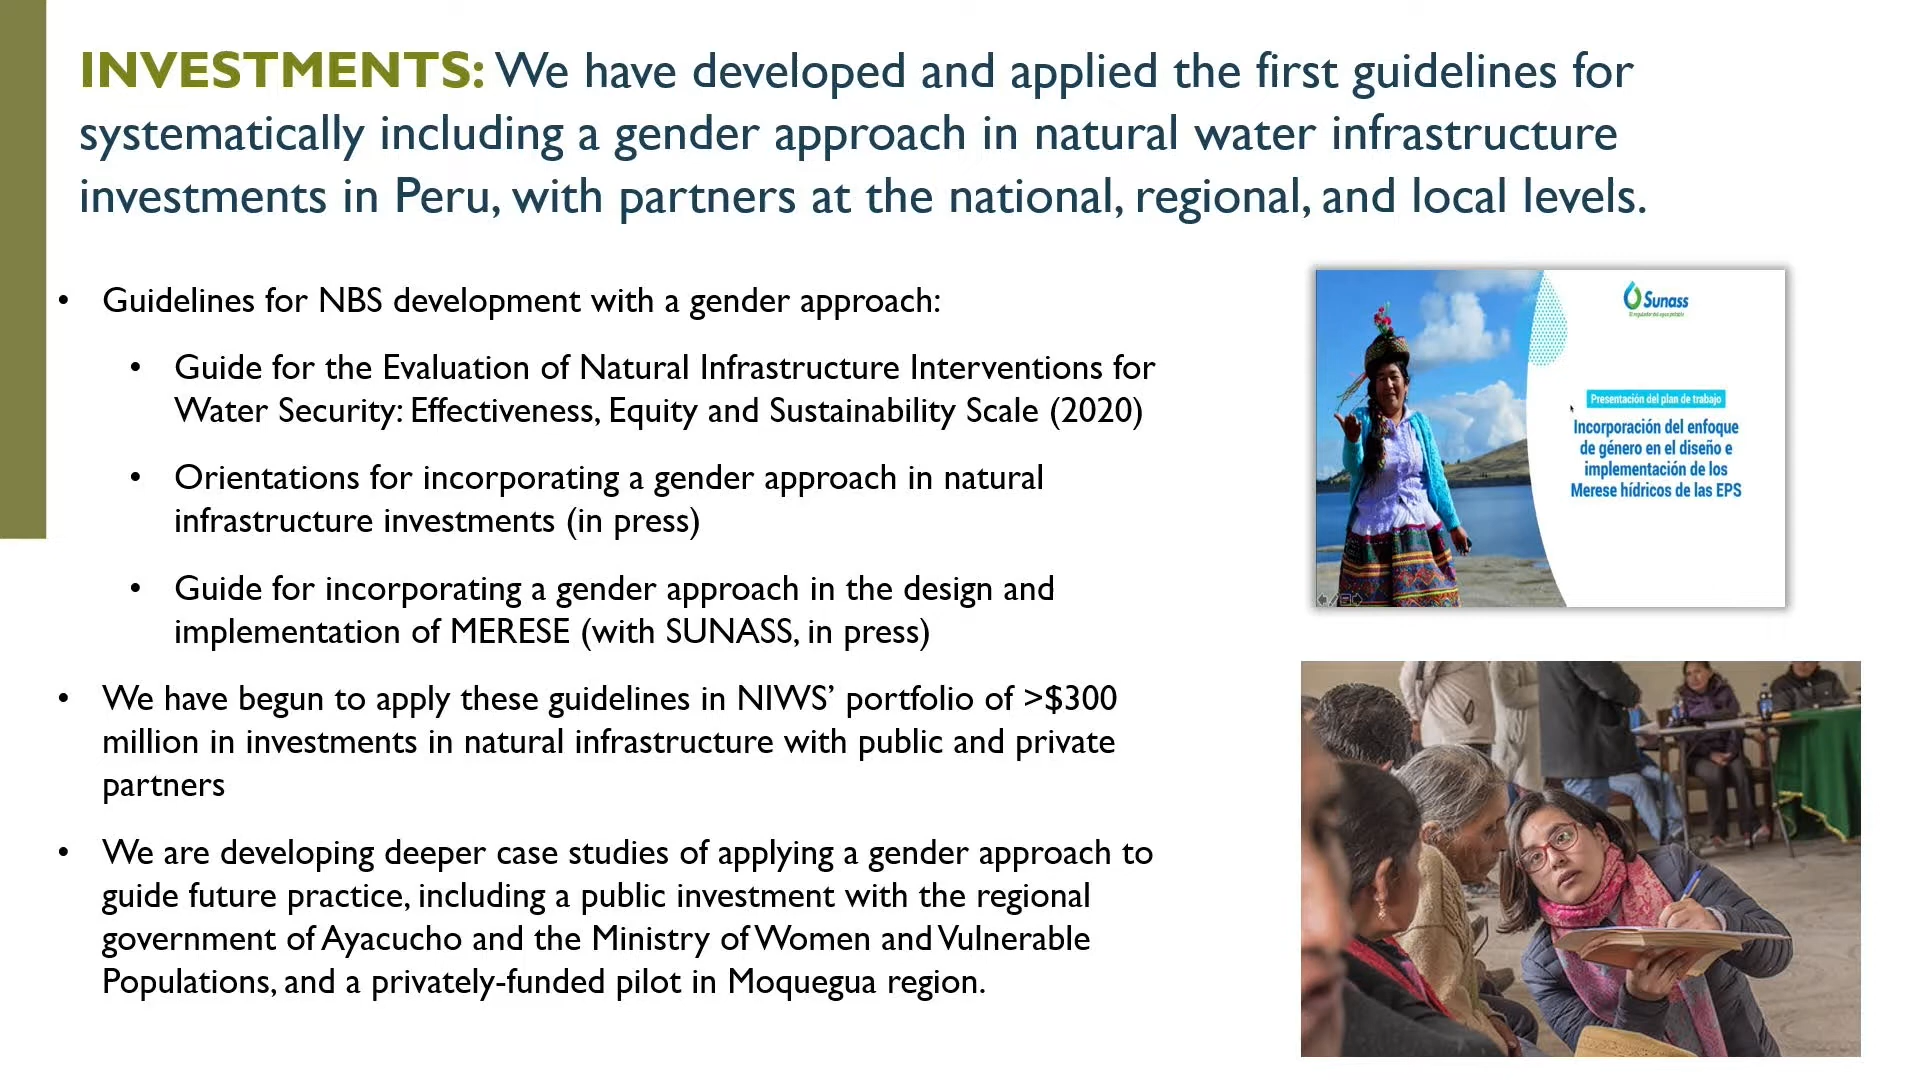 INVESTMENTS: We have developed and applied the first guidelines for
systematically including a gender approach in natural water infrastructure
investments in Peru, with partners at the national, regional, and local levels.
• Guidelines for NBS development with a gender approach:
• Guide for the Evaluation of Natural Infrastructure Interventions for
Water Security: Effectiveness, Equity and Sustainability Scale (2020)
• Orientations for incorporating a gender approach in natural
infrastructure investments (in press)
• Guide for incorporating a gender approach in the design and
implementation of MERESE (with SUNASS, in press)
• We have begun to apply these guidelines in NIWS’ portfolio of >$300
million in investments in natural infrastructure with public and private
partners
• We are developing deeper case studies of applying a gender approach to
guide future practice, including a public investment with the regional
government of Ayacucho and the Ministry of Women and Vulnerable
Populations, and a privately-funded pilot in Moquegua region.
Sunass
El regulador del agua potable
Presentación del plan de trabajo
Incorporación del enfoque
de género en el diseño e
implementación de los
Merese hídricos de las EPS